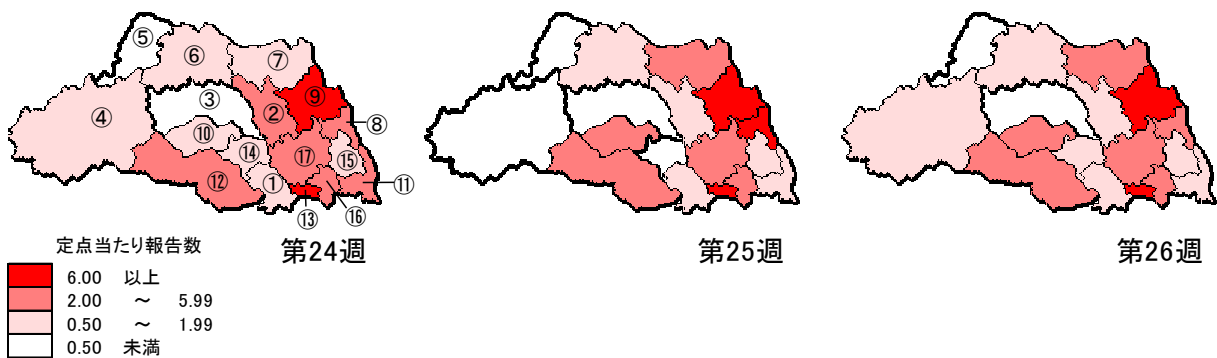 ⑤
⑥
⑦
③
②
⑨
④
⑧
⑩
⑭
⑰
⑮
⑫
①
⑪
⑬
⑯
定点当たり報告数
第24週
第25週
第26週
6.00 以上
2.00 ～ 5.99
0.50 ～ 1.99
0.50 未満